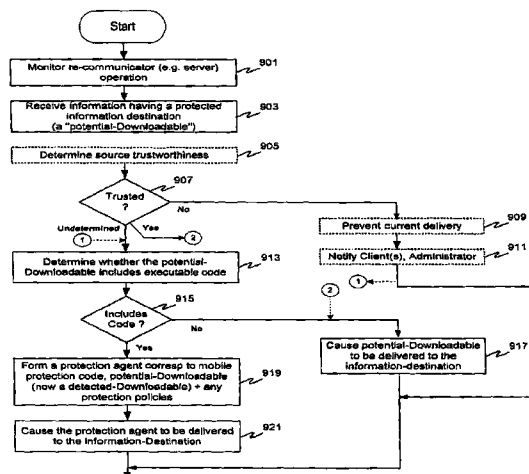 Start
Monitor re-communicator (e.g. server)
operation
901
Receive information having a protected
information destination
(a "potential-Downloadable")
903
Determine source trustworthiness
905
Trusted
?
907
No
Undetermined
1
Yes
2
Prevent current delivery
909
Notify Client(s), Administrator
911
1
Determine whether the potential-
Downloadable includes executable code
913
2
Includes
Code ?
915
No
Yes
Cause potential-Downloadable
to be delivered to the
information-destination
917
Form a protection agent corresp to mobile
protection code, potential-Downloadable
(now a detected-Downloadable) + any
protection policies
919
Cause the protection agent to be delivered
to the Information-Destination
921